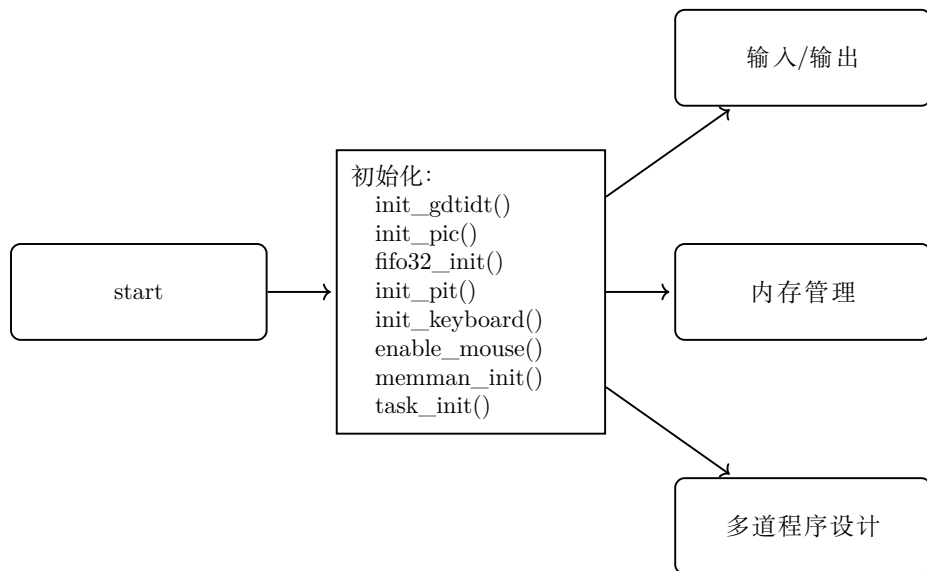 输入/输出
初始化:
init_gdtidt()
init_pic()
fifo32_init()
init_pit()
init_keyboard()
enable_mouse()
memman_init()
task_init()
start
内存管理
多道程序设计